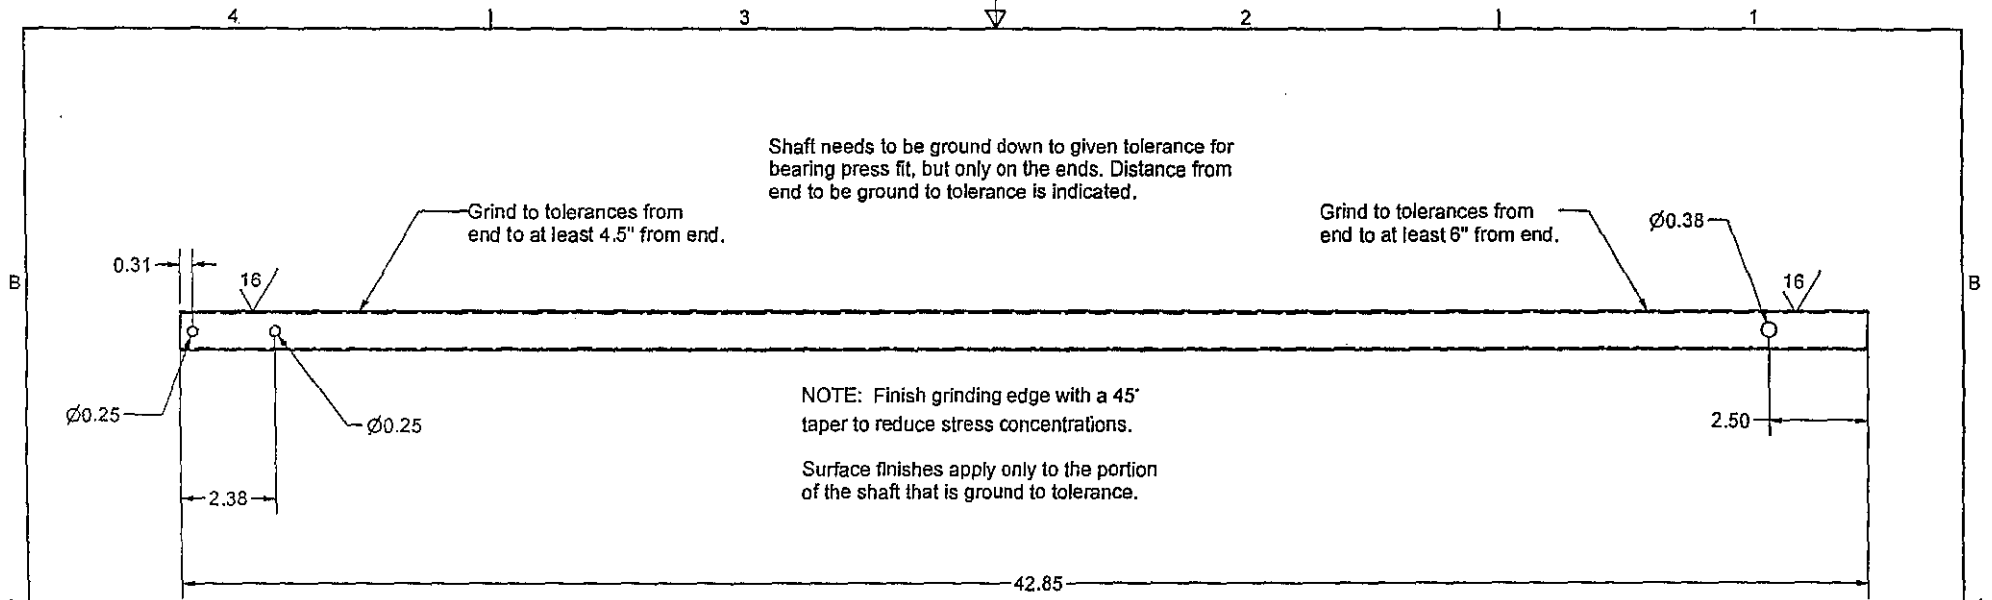 4 3 2 1
Shaft needs to be ground down to given tolerance for
bearing press fit, but only on the ends. Distance from
end to be ground to tolerance is indicated.
Grind to tolerances from
end to at least 4.5" from end.
Grind to tolerances from
end to at least 6" from end.
Ø0.38
0.31
16
16
B
B
Ø0.25
Ø0.25
NOTE: Finish grinding edge with a 45°
taper to reduce stress concentrations.
2.50
Surface finishes apply only to the portion
of the shaft that is ground to tolerance.
2.38
42.85